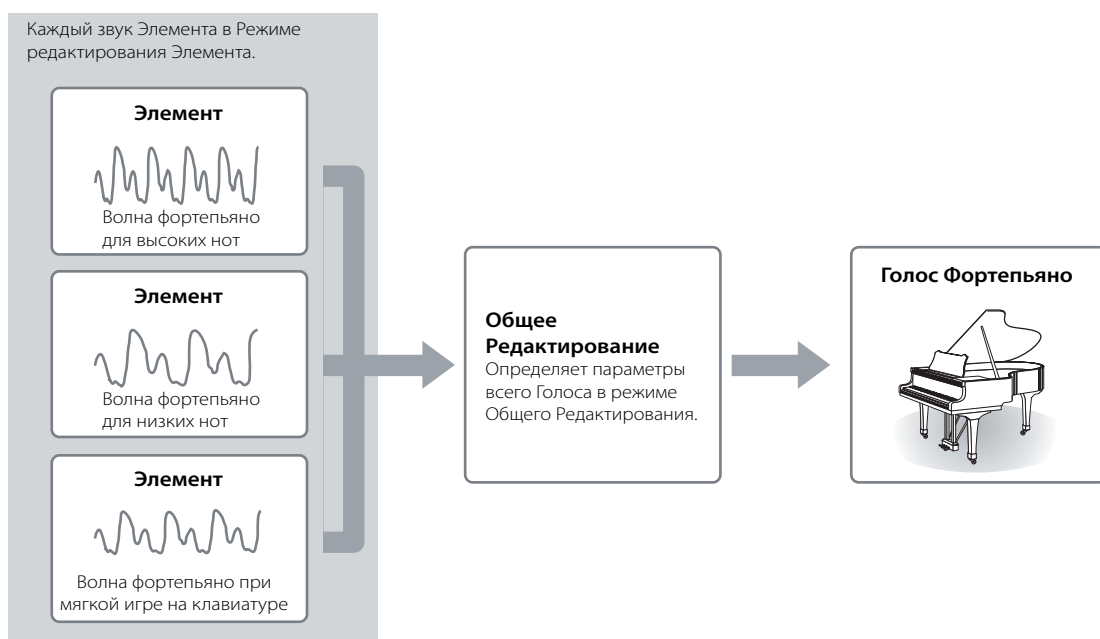 Каждый звук Элемента в Режиме
редактирования Элемента.
Элемент
Волна фортепьяно
для высоких нот
Элемент
Волна фортепьяно
для низких нот
Элемент
Волна фортепьяно при
мягкой игре на клавиатуре
Общее
Редактирование
Определяет параметры
всего Голоса в режиме
Общего Редактирования.
Голос Фортепьяно